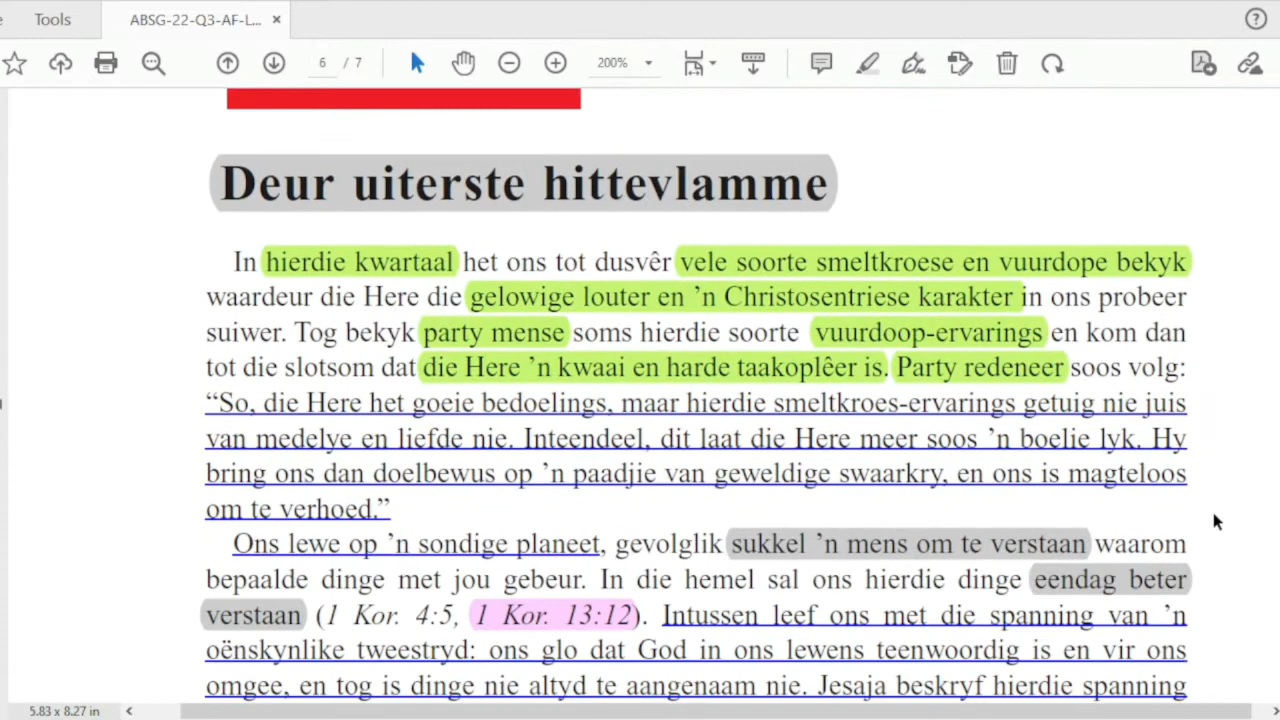 Tools
ABSG-22-Q3-AF-L... ×
6 / 7
200%
Deur uiterste hittevlamme
In hierdie kwartaal het ons tot dusvêr vele soorte smeltkroese en vuurdope bekyk
waardeur die Here die gelowige louter en ’n Christosentriese karakter in ons probeer
suiwer. Tog bekyk party mense soms hierdie soorte vuurdoop-ervarings en kom dan
tot die slotsom dat die Here ’n kwaai en harde taakoplêer is. Party redeneer soos volg:
“So, die Here het goeie bedoelings, maar hierdie smeltkroes-ervarings getuig nie juis
van medelye en liefde nie. Inteendeel, dit laat die Here meer soos ’n boelie lyk. Hy
bring ons dan doelbewus op ’n paadjie van geweldige swaarkry, en ons is magteloos
om te verhoed.”
Ons lewe op ’n sondige planeet, gevolglik sukkel ’n mens om te verstaan waarom
bepaalde dinge met jou gebeur. In die hemel sal ons hierdie dinge eendag beter
verstaan (1 Kor. 4:5, 1 Kor. 13:12). Intussen leef ons met die spanning van ’n
oënskynlike tweestryd: ons glo dat God in ons lewens teenwoordig is en vir ons
omgee, en tog is dinge nie altyd te aangenaam nie. Jesaja beskryf hierdie spanning
5.83 x 8.27 in